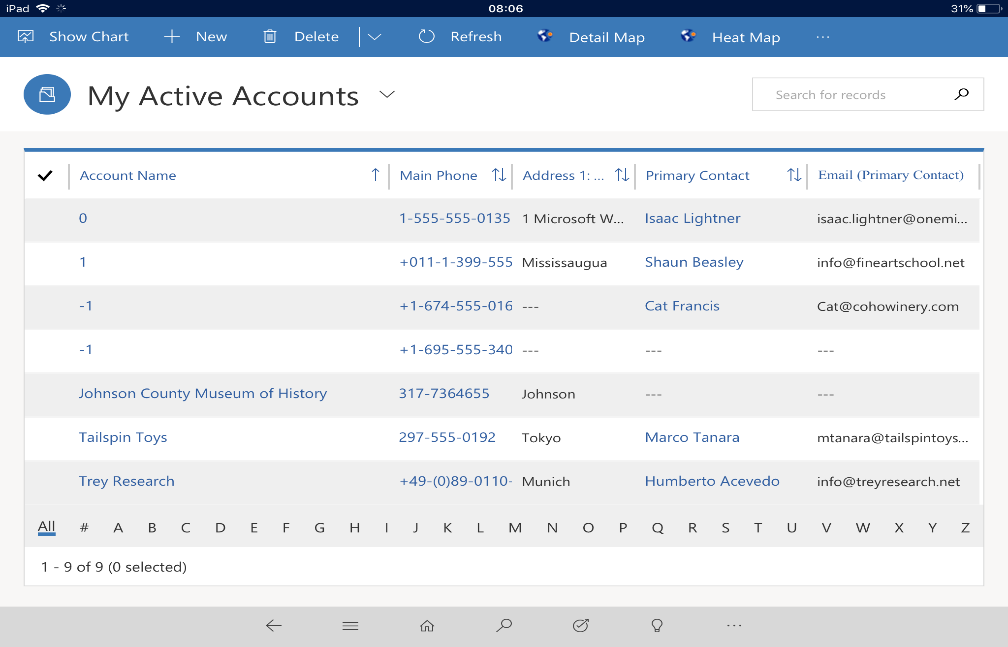 iPad 08:06 31%
Show Chart New Delete Refresh Detail Map Heat Map ...
My Active Accounts
Search for records
Account Name Main Phone Address 1: ... Primary Contact Email (Primary Contact)
0 1-555-555-0135 1 Microsoft W... Isaac Lightner isaac.lightner@onemi...
1 +011-1-399-555 Mississaugua Shaun Beasley info@fineartschool.net
-1 +1-674-555-016 --- Cat Francis Cat@cohowinery.com
-1 +1-695-555-340 --- --- ---
Johnson County Museum of History 317-7364655 Johnson --- ---
Tailspin Toys 297-555-0192 Tokyo Marco Tanara mtanara@tailspintoys...
Trey Research +49-(0)89-0110- Munich Humberto Acevedo info@treyresearch.net
All # A B C D E F G H I J K L M N O P Q R S T U V W X Y Z
1 - 9 of 9 (0 selected)
...